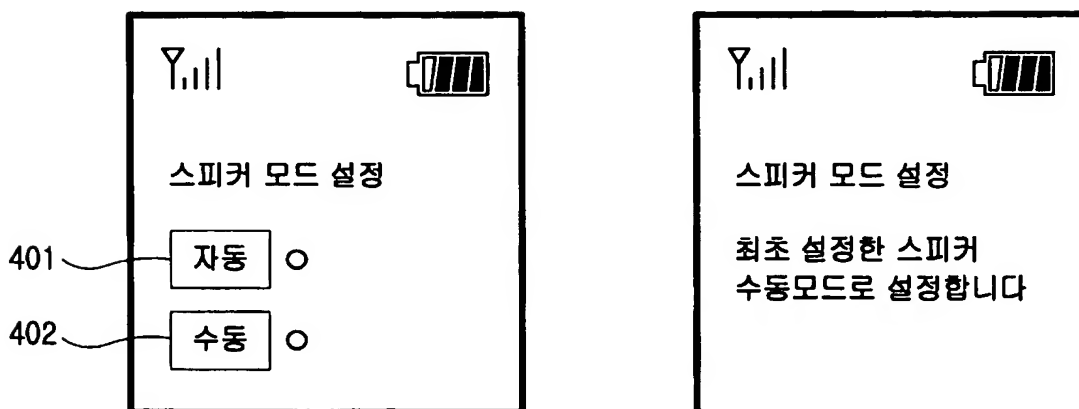 스피커 모드 설정
401
자동
402
수동
스피커 모드 설정
최초 설정한 스피커
수동모드로 설정합니다